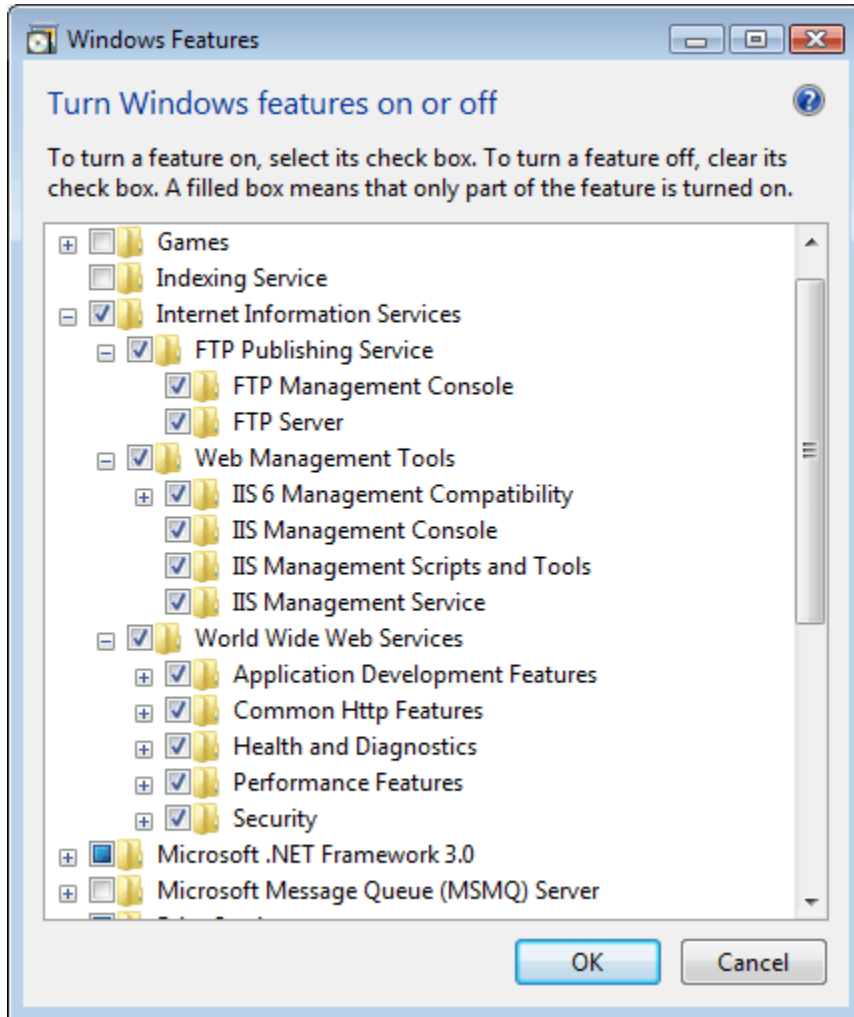 Windows Features
Turn Windows features on or off
To turn a feature on, select its check box. To turn a feature off, clear its
check box. A filled box means that only part of the feature is turned on.
Games
Indexing Service
Internet Information Services
FTP Publishing Service
FTP Management Console
FTP Server
Web Management Tools
IIS 6 Management Compatibility
IIS Management Console
IIS Management Scripts and Tools
IIS Management Service
World Wide Web Services
Application Development Features
Common Http Features
Health and Diagnostics
Performance Features
Security
Microsoft .NET Framework 3.0
Microsoft Message Queue (MSMQ) Server
OK
Cancel